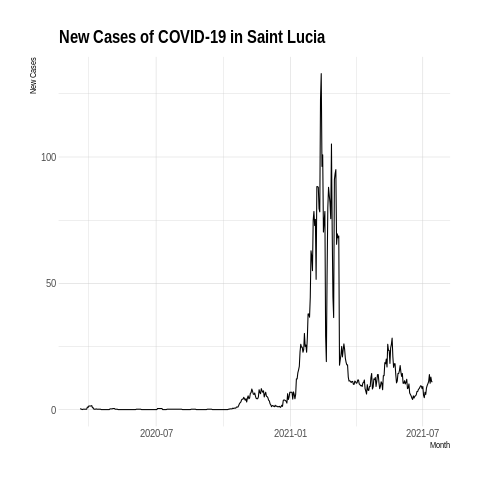 New Cases of COVID-19 in Saint Lucia
New Cases
100
50
0
2020-07
2021-01
2021-07
Month